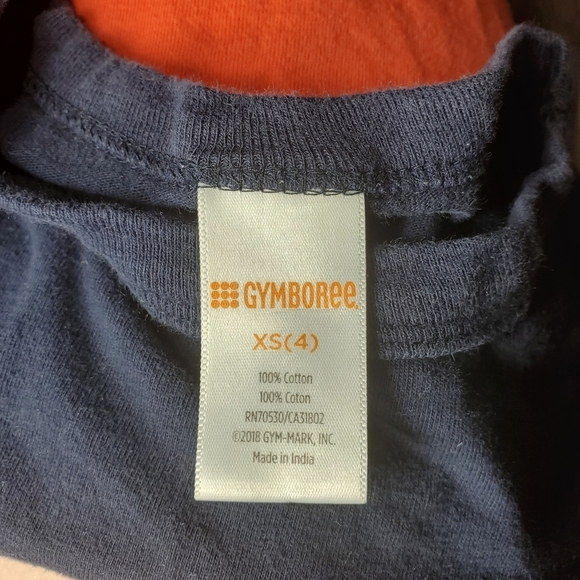 GYMBOREE
XS(4)
100% Cotton
100% Coton
RN70530/CA31802
©2018 GYM-MARK, INC.
Made in India